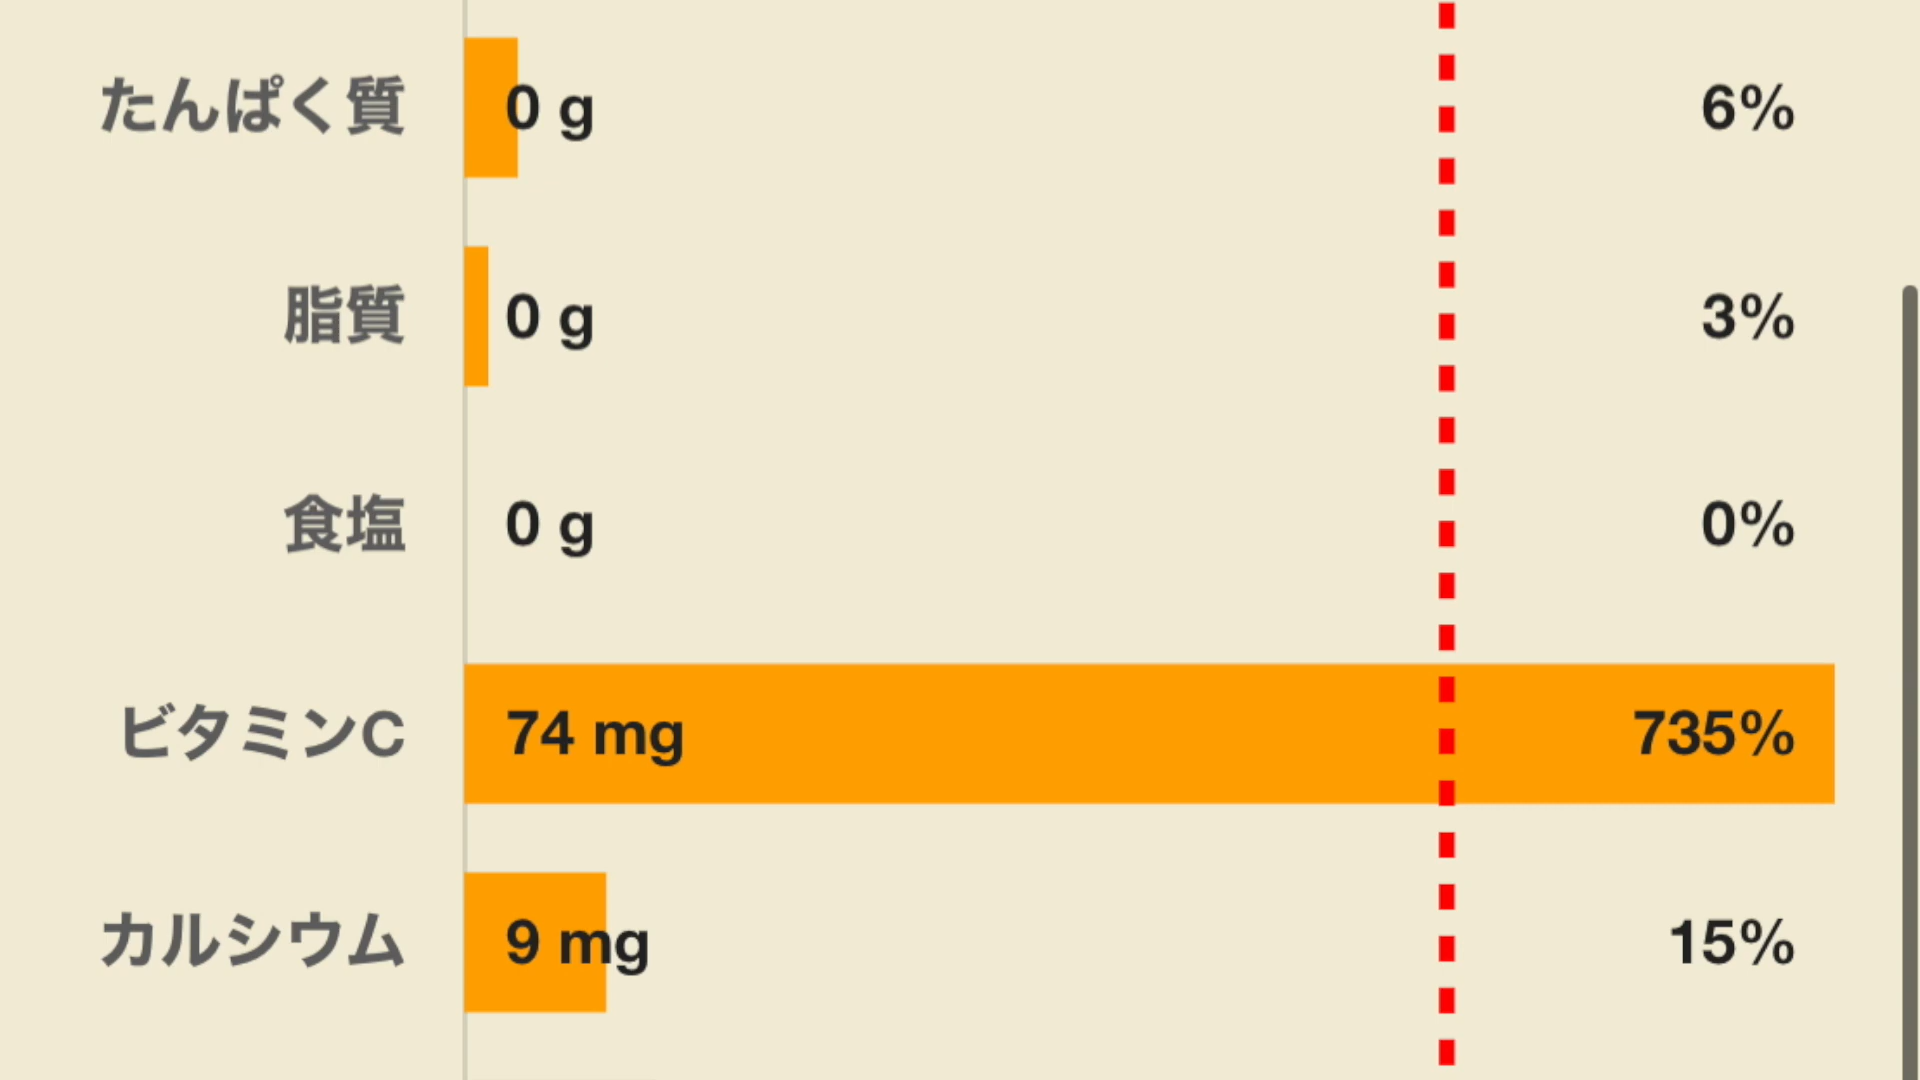 たんぱく質 0 g 6%
脂質 0 g 3%
食塩 0 g 0%
ビタミンC 74 mg 735%
カルシウム 9 mg 15%